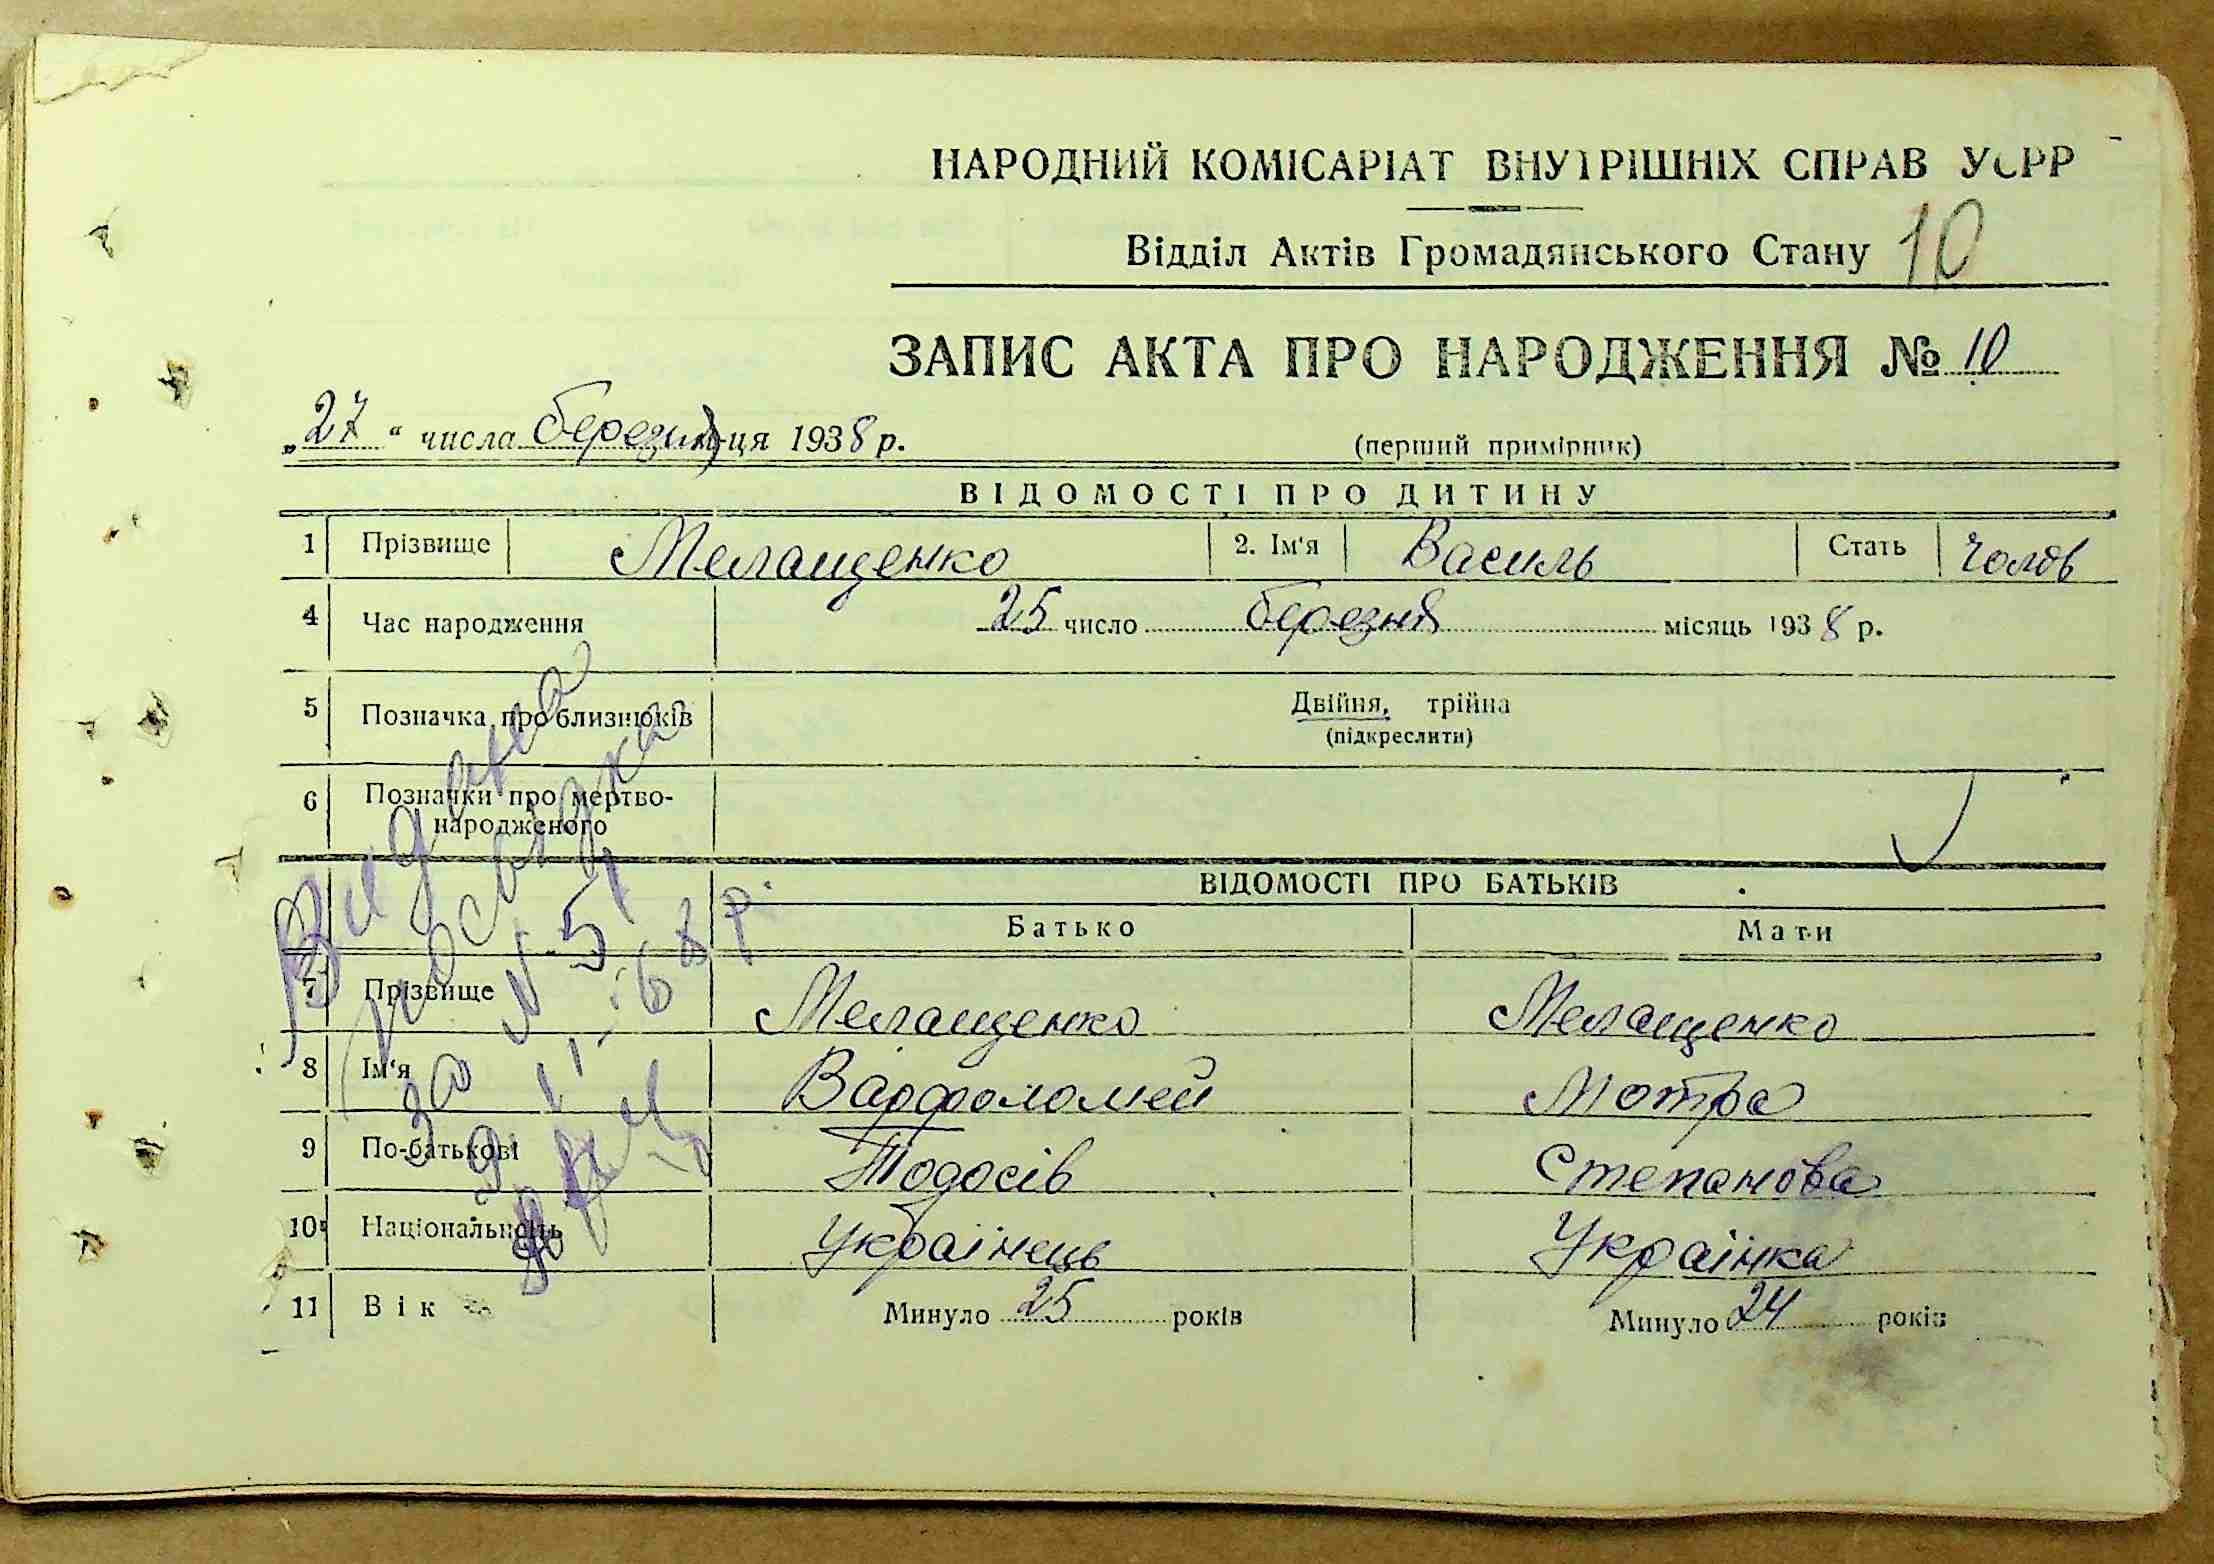 НАРОДНИЙ КОМІСАРІАТ ВНУТРІШНІХ СПРАВ УСРР
Відділ Актів Громадянського Стану 10
ЗАПИС АКТА ПРО НАРОДЖЕННЯ № 10
„27“ числа березня ця 1938 р. (перший примірник)
ВІДОМОСТІ ПРО ДИТИНУ
1 Прізвище Мелащенко 2. Ім'я Василь Стать Чолов
4 Час народження 25 число березня місяць 1938 р.
5 Позначка про близнюків Двійня, трійна
(підкреслити)
6 Позначки про мертво-
народженого
ВІДОМОСТІ ПРО БАТЬКІВ
Батько Мати
7 Прізвище Мелащенко Мелащенко
8 Ім'я Варфоломей Мотра
9 По-батькові Тодосів Степанова
10 Національність Українець Українка
11 Вік Минуло 25 років Минуло 24 років
Видана
посвідка
за № 51